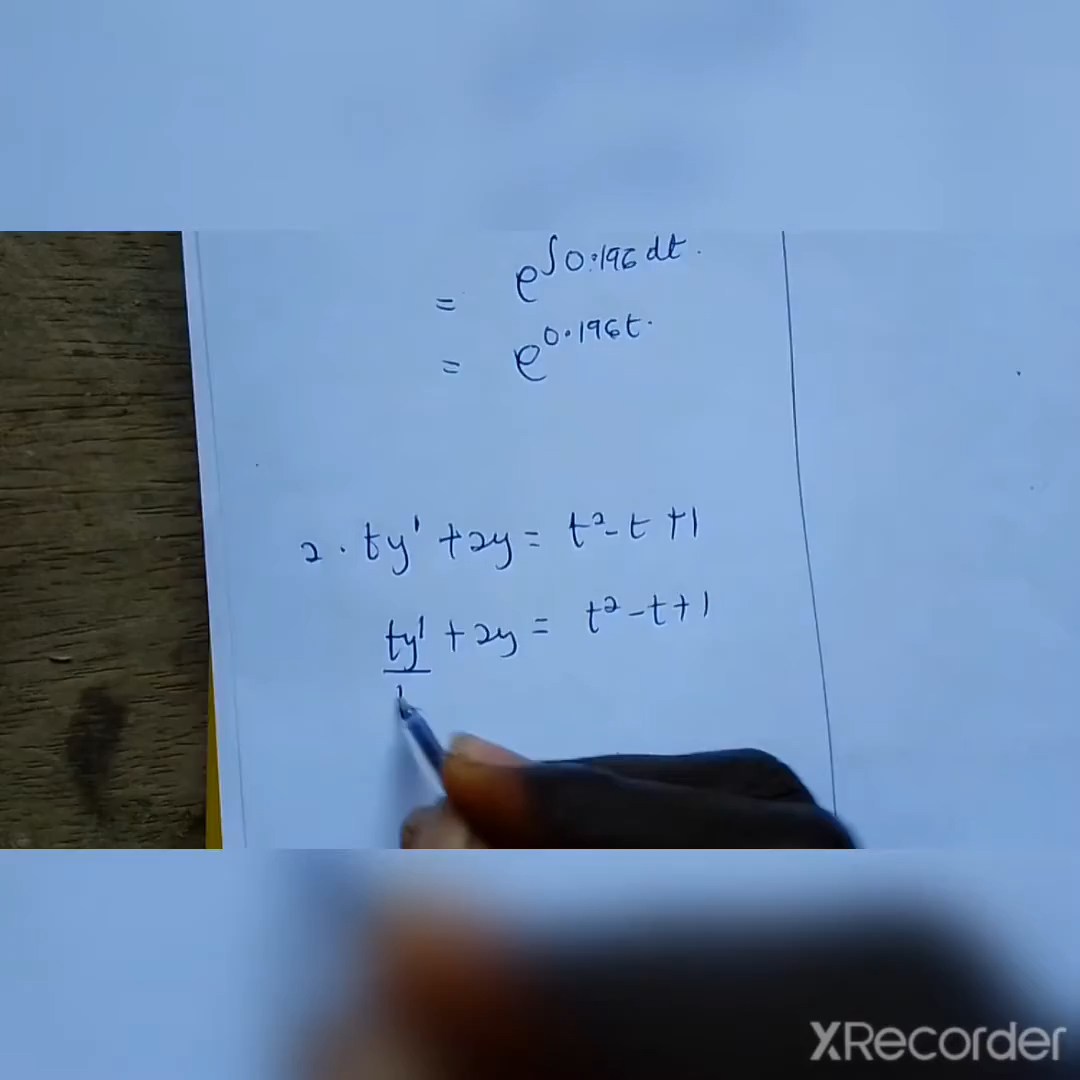 = e^∫0.196 dt.
= e^0.196t.
2. ty' + 2y = t² - t + 1
ty' + 2y = t² - t + 1
XRecorder